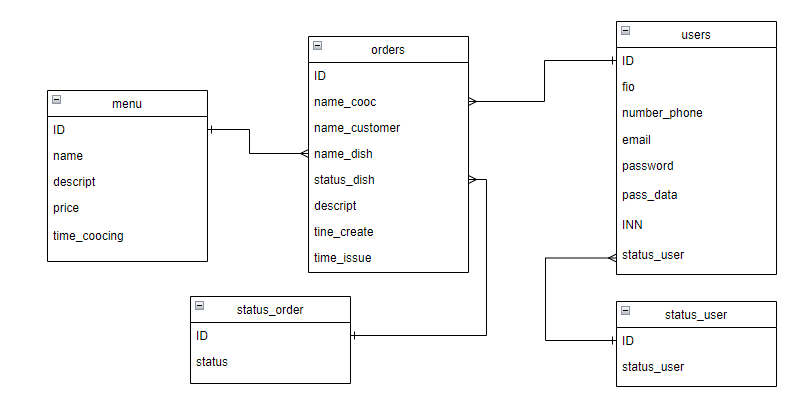 menu
ID
name
descript
price
time_coocing
orders
ID
name_cooc
name_customer
name_dish
status_dish
descript
tine_create
time_issue
users
ID
fio
number_phone
email
password
pass_data
INN
status_user
status_order
ID
status
status_user
ID
status_user